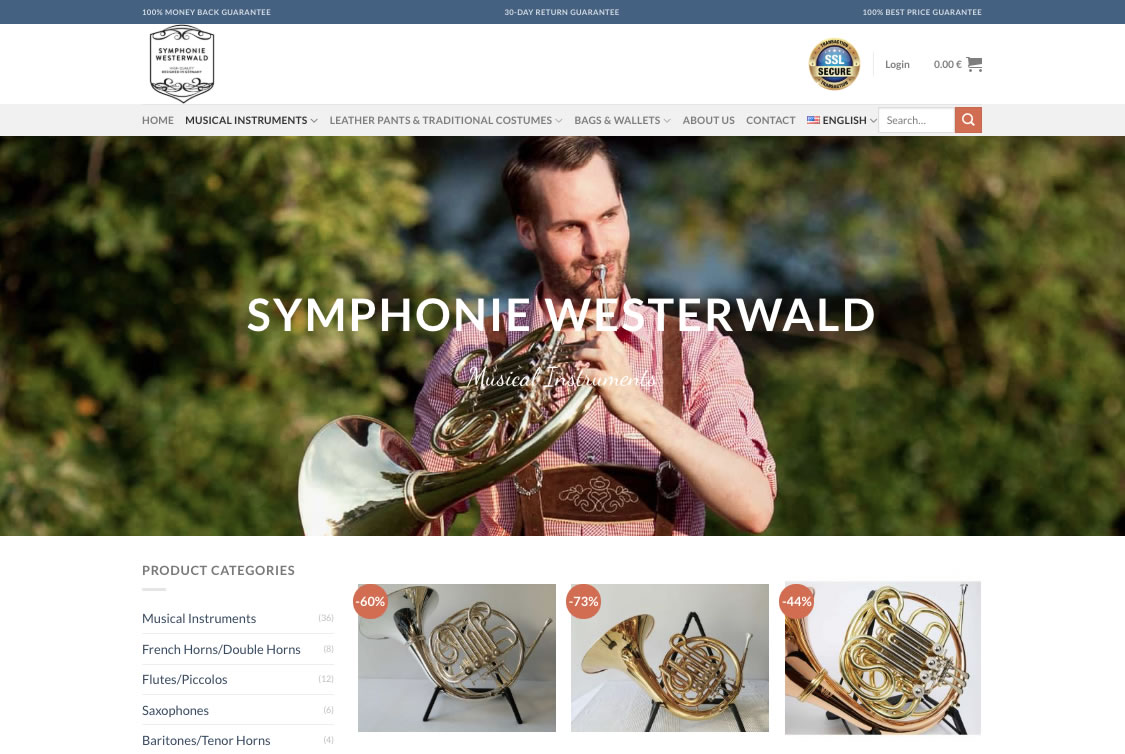 100% MONEY BACK GUARANTEE
30-DAY RETURN GUARANTEE
100% BEST PRICE GUARANTEE
SYMPHONIE
WESTERWALD
HIGH-QUALITY
DESIGNED IN GERMANY
TRANSACTION
SSL
SECURE
TRANSACTION
Login
0.00 €
HOME
MUSICAL INSTRUMENTS
LEATHER PANTS & TRADITIONAL COSTUMES
BAGS & WALLETS
ABOUT US
CONTACT
ENGLISH
Search...
SYMPHONIE WESTERWALD
Musical Instruments
PRODUCT CATEGORIES
Musical Instruments (36)
French Horns/Double Horns (8)
Flutes/Piccolos (12)
Saxophones (6)
Baritones/Tenor Horns (4)
-60%
-73%
-44%